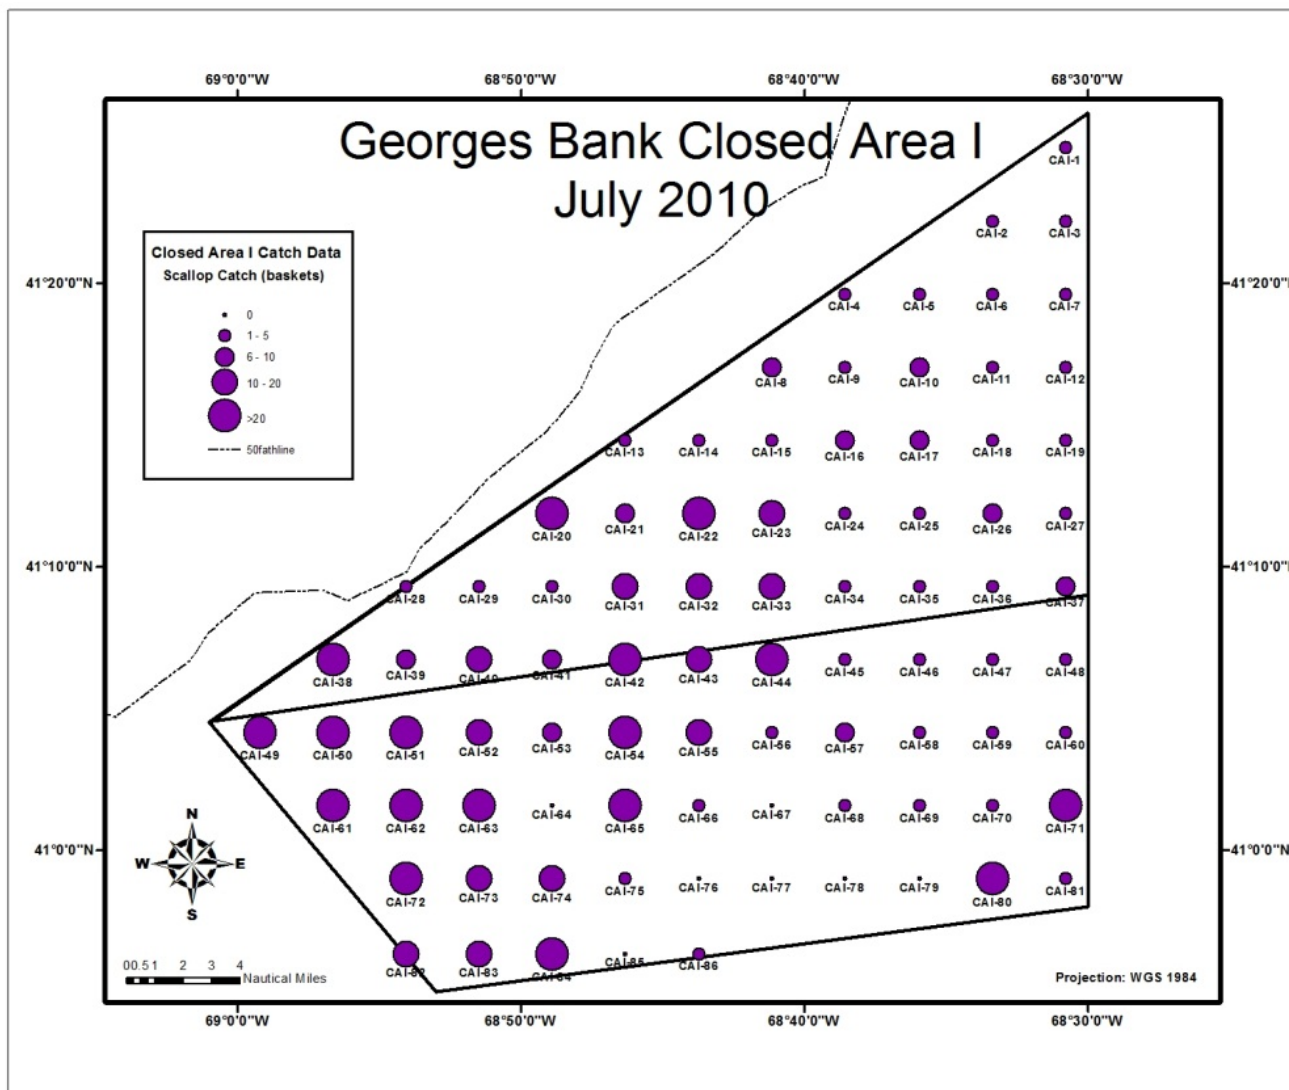 69°0'0"W 68°50'0"W 68°40'0"W 68°30'0"W
Georges Bank Closed Area I
July 2010
CAI-1
CAI-2 CAI-3
Closed Area I Catch Data
Scallop Catch (baskets)
0
1 - 5
6 - 10
10 - 20
>20
50fathline
41°20'0"N 41°20'0"N
CAI-4 CAI-5 CAI-6 CAI-7
CAI-8 CAI-9 CAI-10 CAI-11 CAI-12
CAI-13 CAI-14 CAI-15 CAI-16 CAI-17 CAI-18 CAI-19
CAI-20 CAI-21 CAI-22 CAI-23 CAI-24 CAI-25 CAI-26 CAI-27
41°10'0"N 41°10'0"N
CAI-28 CAI-29 CAI-30 CAI-31 CAI-32 CAI-33 CAI-34 CAI-35 CAI-36 CAI-37
CAI-38 CAI-39 CAI-40 CAI-41 CAI-42 CAI-43 CAI-44 CAI-45 CAI-46 CAI-47 CAI-48
CAI-49 CAI-50 CAI-51 CAI-52 CAI-53 CAI-54 CAI-55 CAI-56 CAI-57 CAI-58 CAI-59 CAI-60
CAI-61 CAI-62 CAI-63 CAI-64 CAI-65 CAI-66 CAI-67 CAI-68 CAI-69 CAI-70 CAI-71
41°0'0"N 41°0'0"N
N
W E
S
CAI-72 CAI-73 CAI-74 CAI-75 CAI-76 CAI-77 CAI-78 CAI-79 CAI-80 CAI-81
CAI-82 CAI-83 CAI-84 CAI-85 CAI-86
00.51 2 3 4
Nautical Miles
Projection: WGS 1984
69°0'0"W 68°50'0"W 68°40'0"W 68°30'0"W